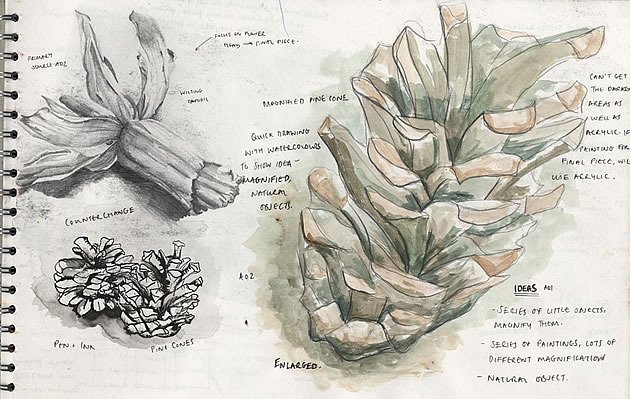 PRIMARY
SOURCE A02
FOCUS ON FLOWER
→ FINAL PIECE.
WILTING
DAFFODIL
COUNTERCHANGE
PEN + INK
PINE CONES
MAGNIFIED PINE CONE
QUICK DRAWING
WITH WATERCOLOURS
TO SHOW IDEA -
MAGNIFIED,
NATURAL
OBJECTS.
A02
ENLARGED.
CAN'T GET
THE DARKER
AREAS AS
WELL AS
ACRYLIC. IF
PAINTING FOR
FINAL PIECE, WILL
USE ACRYLIC.
IDEAS A01
- SERIES OF LITTLE OBJECTS,
MAGNIFY THEM.
- SERIES OF PAINTINGS, LOTS OF
DIFFERENT MAGNIFICATIONS
- NATURAL OBJECT.